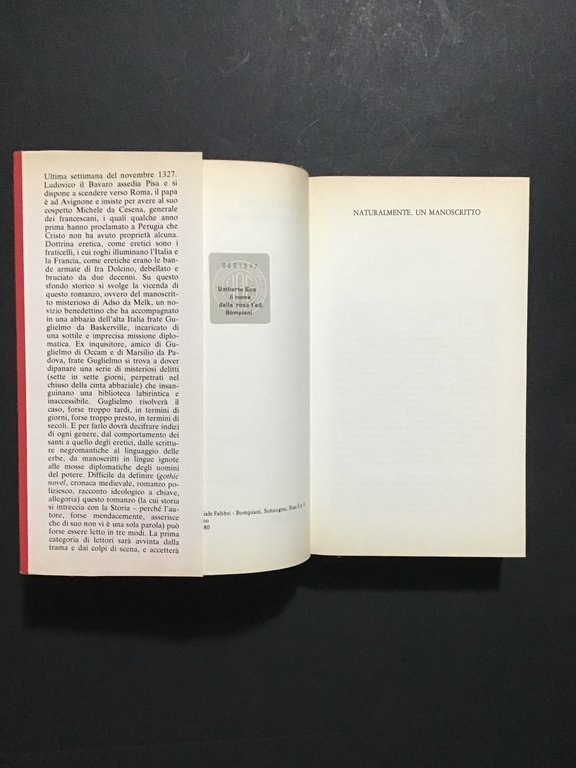 Ultima settimana del novembre 1327.
Ludovico il Bavaro assedia Pisa e si
dispone a scendere verso Roma, il papa
è ad Avignone e insiste per avere al suo
cospetto Michele da Cesena, generale
dei francescani, i quali qualche anno
prima hanno proclamato a Perugia che
Cristo non ha avuto proprietà alcuna.
Dottrina eretica, come eretici sono i
fraticelli, i cui roghi illuminano l'Italia e
la Francia, come eretiche erano le ban-
de armate di fra Dolcino, debellato e
bruciato da due decenni. Su questo
sfondo storico si svolge la vicenda di
questo romanzo, ovvero del manoscrit-
to misterioso di Adso da Melk, un no-
vizio benedettino che ha accompagnato
in una abbazia dell'alta Italia frate Gu-
glielmo da Baskerville, incaricato di
una sottile e imprecisa missione diplo-
matica. Ex inquisitore, amico di Gu-
glielmo di Occam e di Marsilio da Pa-
dova, frate Guglielmo si trova a dover
dipanare una serie di misteriosi delitti
(sette in sette giorni, perpetrati nel
chiuso della cinta abbaziale) che insan-
guinano una biblioteca labirintica e
inaccessibile. Guglielmo risolverà il
caso, forse troppo tardi, in termini di
giorni, forse troppo presto, in termini di
secoli. E per farlo dovrà decifrare indizi
di ogni genere, dal comportamento dei
santi a quello degli eretici, dalle scrittu-
re negromantiche al linguaggio delle
erbe, da manoscritti in lingue ignote
alle mosse diplomatiche degli uomini
del potere. Difficile da definire (gothic
novel, cronaca medievale, romanzo po-
liziesco, racconto ideologico a chiave,
allegoria) questo romanzo (la cui storia
si intreccia con la Storia – perché l'auto-
re, forse mendacemente, asserisce
che di suo non vi è una sola parola) può
forse essere letto in tre modi. La prima
categoria di lettori sarà avvinta dalla
trama e dai colpi di scena, e accetterà
Umberto Eco
Il nome
della rosa 1°ed.
Bompiani
iale Fabbri - Bompiani, Sonzogno, Etas S.p.A.
no
80
NATURALMENTE, UN MANOSCRITTO